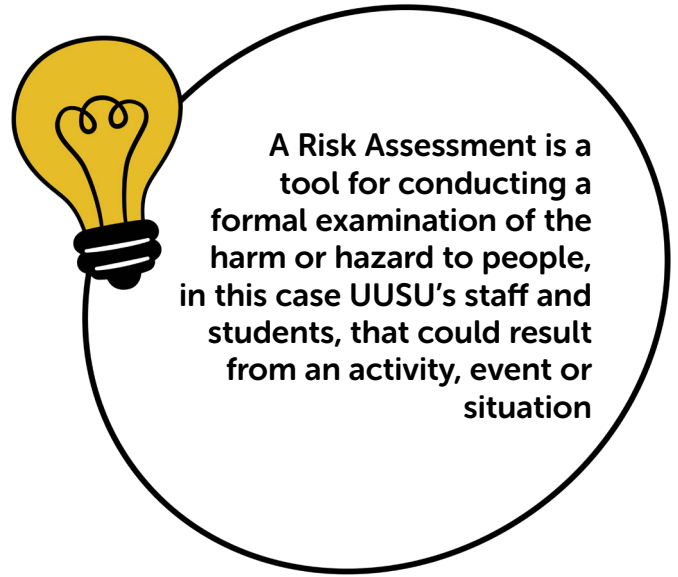 A Risk Assessment is a
tool for conducting a
formal examination of the
harm or hazard to people,
in this case UUSU’s staff and
students, that could result
from an activity, event or
situation